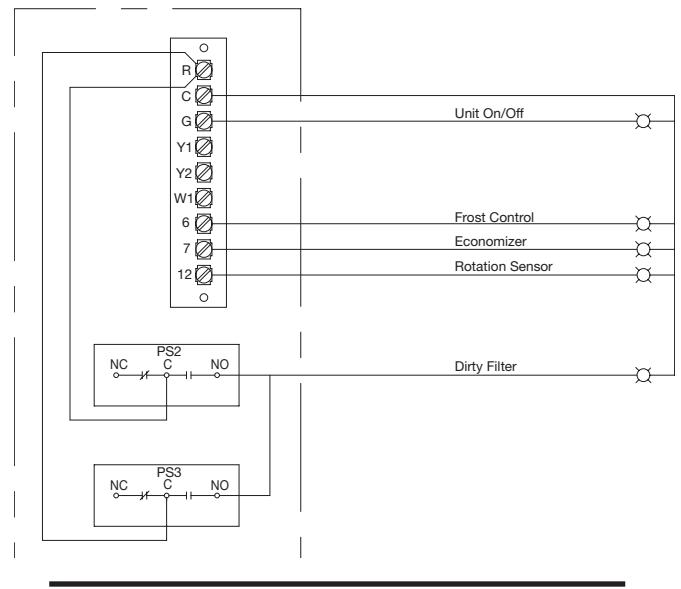 R
C
G
Y1
Y2
W1
6
7
12
Unit On/Off
Frost Control
Economizer
Rotation Sensor
PS2
NC C NO
Dirty Filter
PS3
NC C NO